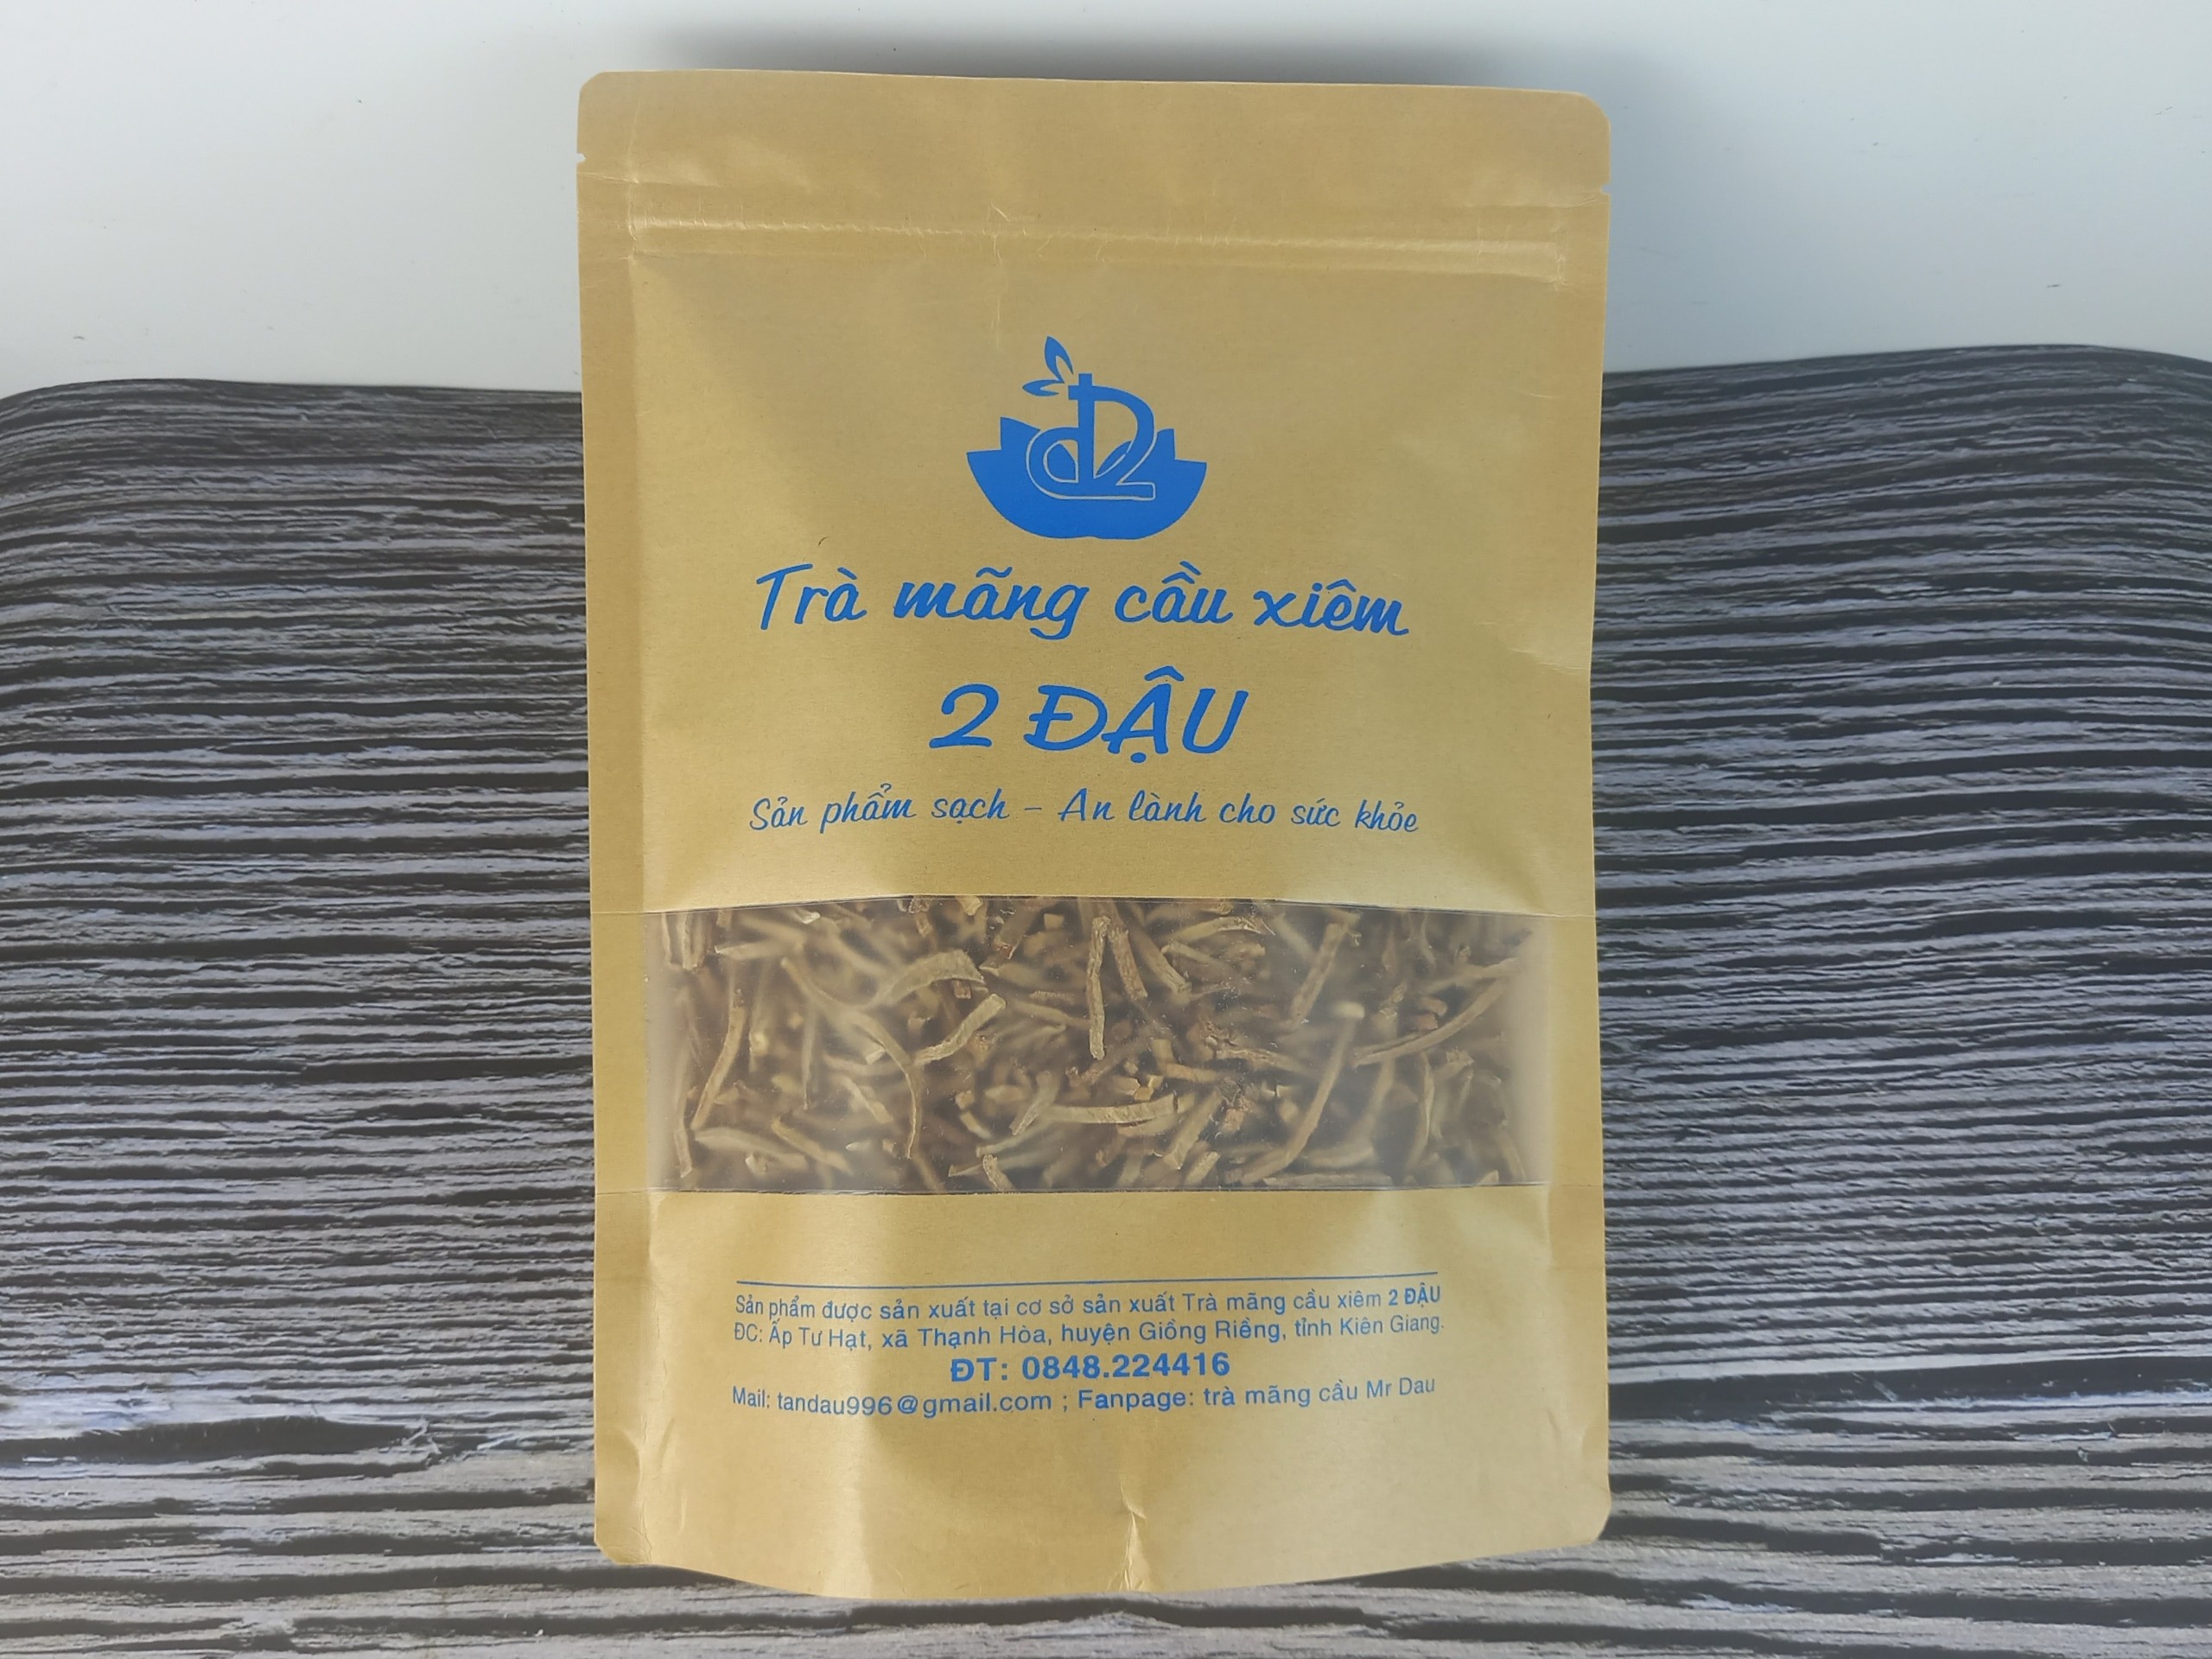 Đ2
Trà mãng cầu xiêm
2 ĐẬU
Sản phẩm sạch – An lành cho sức khỏe
Sản phẩm được sản xuất tại cơ sở sản xuất Trà mãng cầu xiêm 2 ĐẬU
ĐC: Ấp Tư Hạt, xã Thạnh Hòa, huyện Giồng Riềng, tỉnh Kiên Giang.
ĐT: 0848.224416
Mail: tandau996@gmail.com ; Fanpage: trà mãng cầu Mr Dau